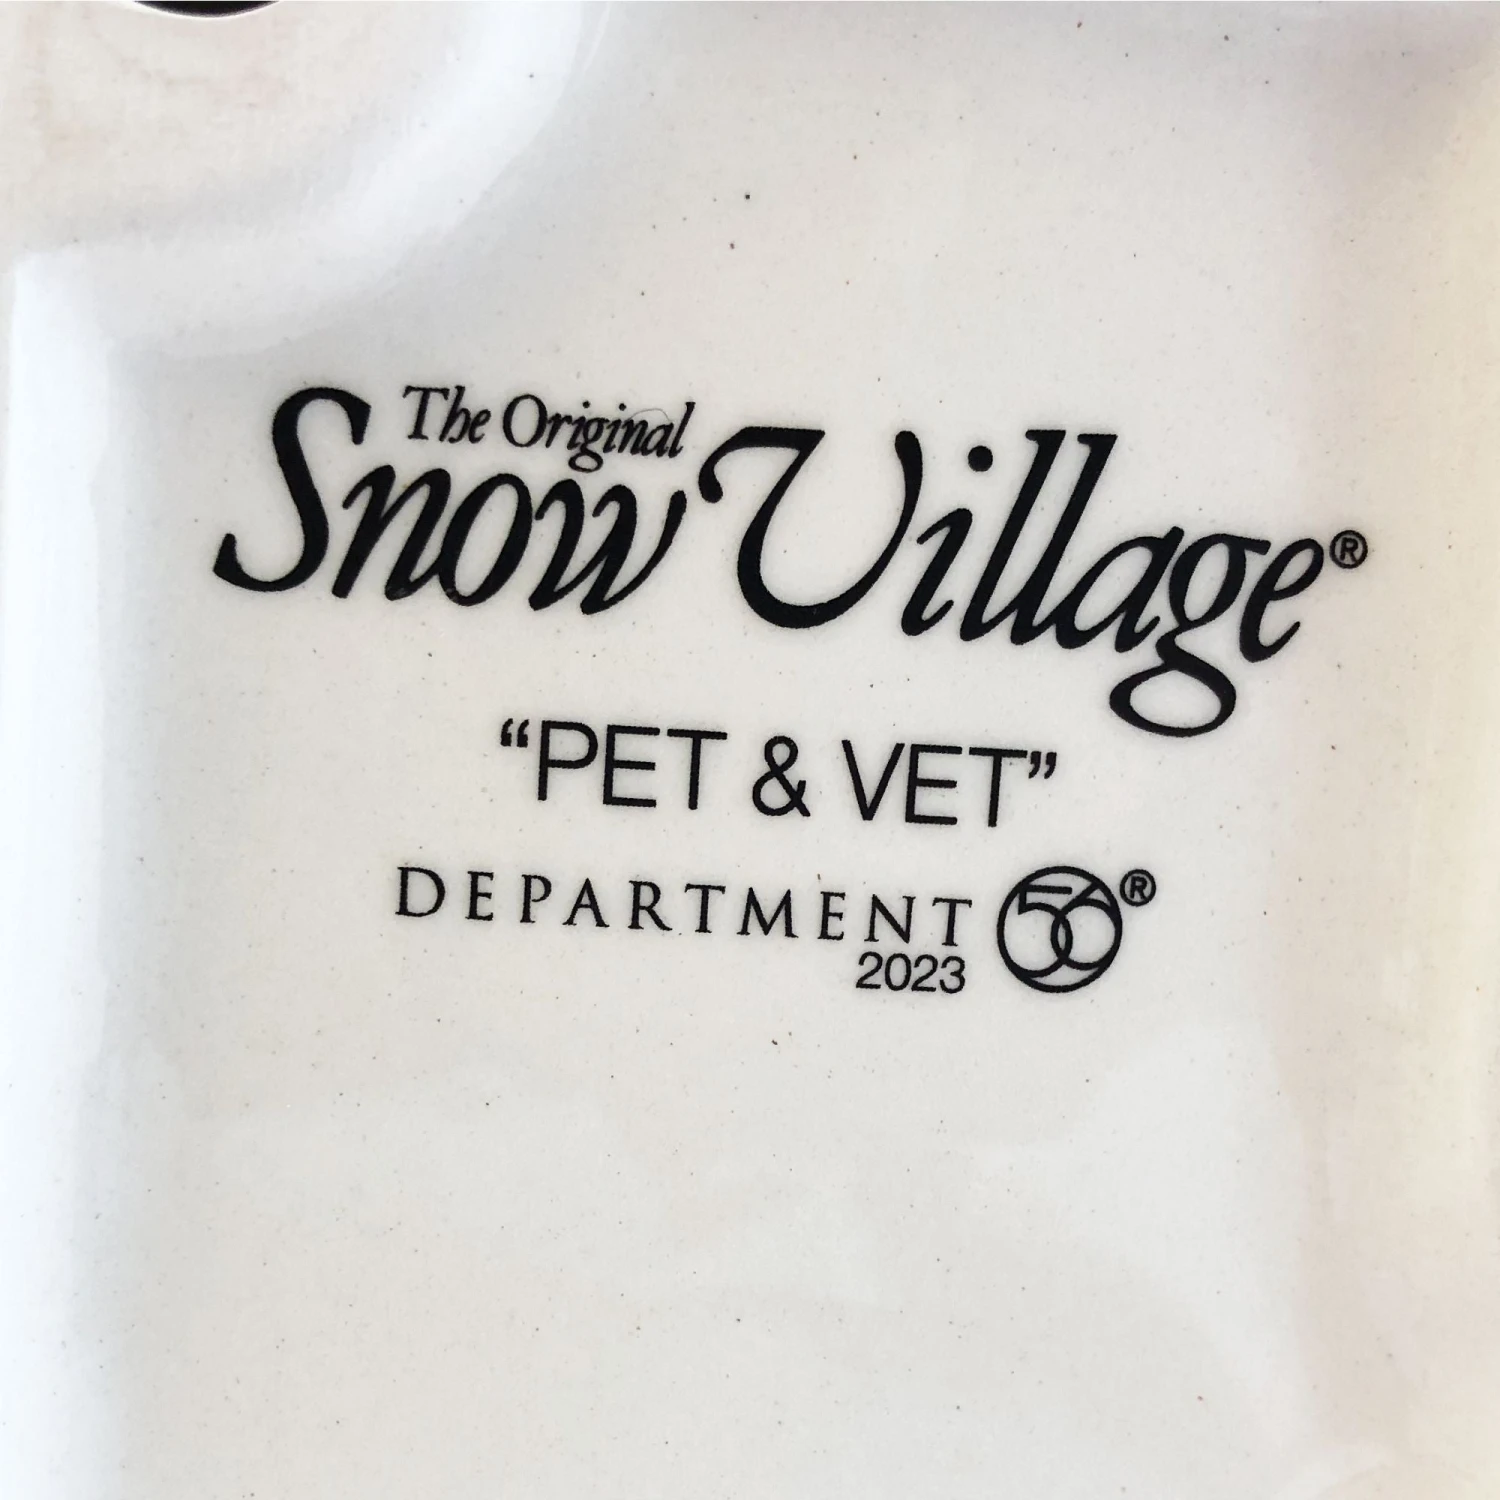 The Original
Snow Village®
“PET & VET”
DEPARTMENT 56®
2023